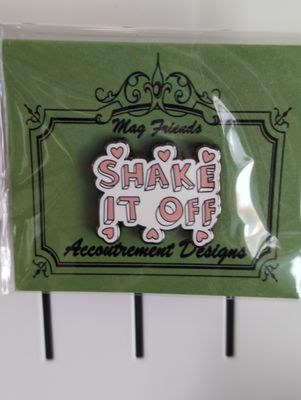 Mag Friends
SHAKE
IT OFF
Accoutrement Designs